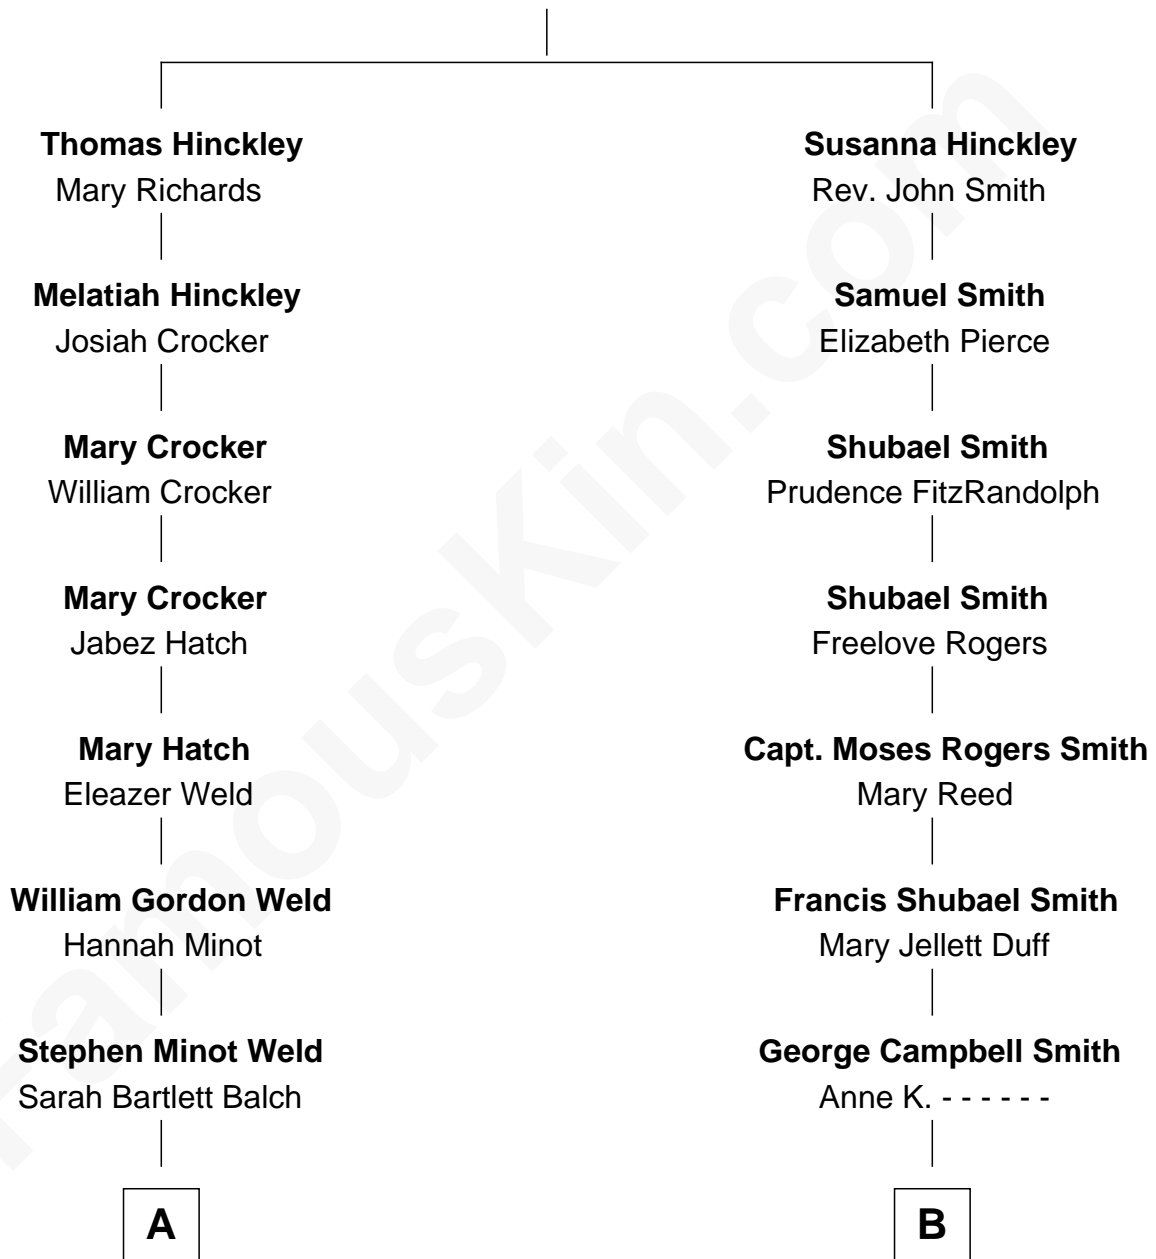 Thomas Hinckley
Mary Richards
Melatiah Hinckley
Josiah Crocker
Mary Crocker
William Crocker
Mary Crocker
Jabez Hatch
Mary Hatch
Eleazer Weld
William Gordon Weld
Hannah Minot
Stephen Minot Weld
Sarah Bartlett Balch
A
Susanna Hinckley
Rev. John Smith
Samuel Smith
Elizabeth Pierce
Shubael Smith
Prudence FitzRandolph
Shubael Smith
Freelove Rogers
Capt. Moses Rogers Smith
Mary Reed
Francis Shubael Smith
Mary Jellett Duff
George Campbell Smith
Anne K. - - - - - -
B
FamousKin.com